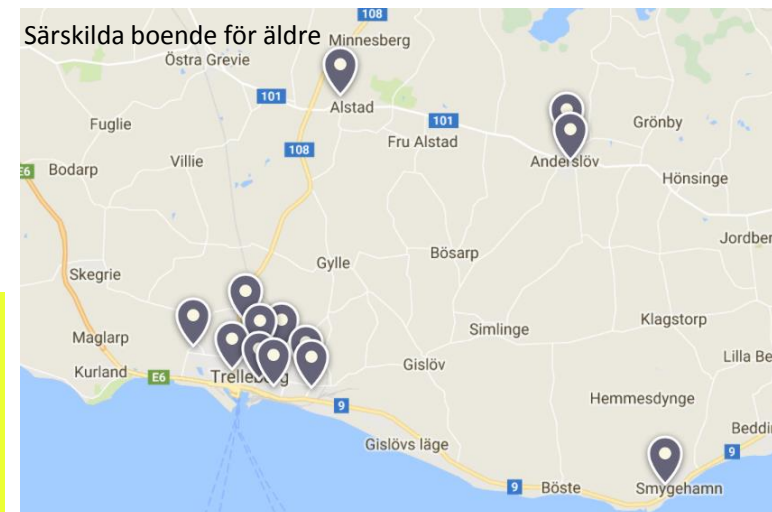 Särskilda boende för äldre
108
Minnesberg
Östra Grevie
101
Alstad
101
Fuglie
Grönby
Fru Alstad
108
Villie
Anderslöv
E6
Bodarp
Hönsinge
Jordber
Bösarp
Gylle
Skegrie
Klagstorp
Simlinge
Maglarp
Lilla Be
Gislöv
Kurland
E6
Trelleborg
Hemmesdynge
9
Beddi
Gislövs läge
9
9
Böste
Smygehamn